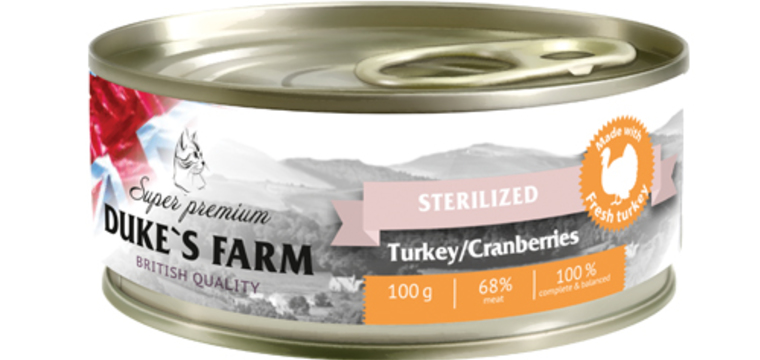 Super premium
DUKE`S FARM
BRITISH QUALITY
Made with
Fresh turkey
STERILIZED
Turkey/Cranberries
100 g
68%
meat
100 %
complete & balanced